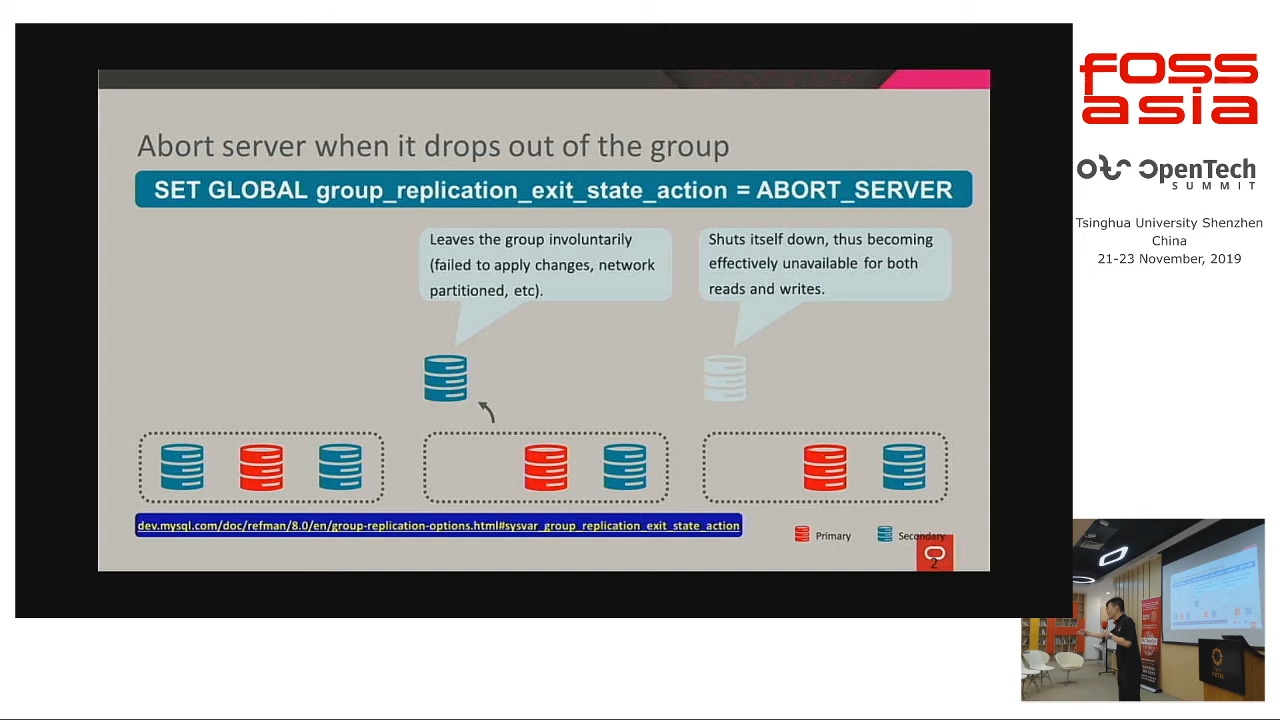 Abort server when it drops out of the group
SET GLOBAL group_replication_exit_state_action = ABORT_SERVER
Leaves the group involuntarily
(failed to apply changes, network
partitioned, etc).
Shuts itself down, thus becoming
effectively unavailable for both
reads and writes.
dev.mysql.com/doc/refman/8.0/en/group-replication-options.html#sysvar_group_replication_exit_state_action
Primary
Secondary
2
fOSS
asia
OTS OpenTech
SUMMIT
Tsinghua University Shenzhen
China
21-23 November, 2019